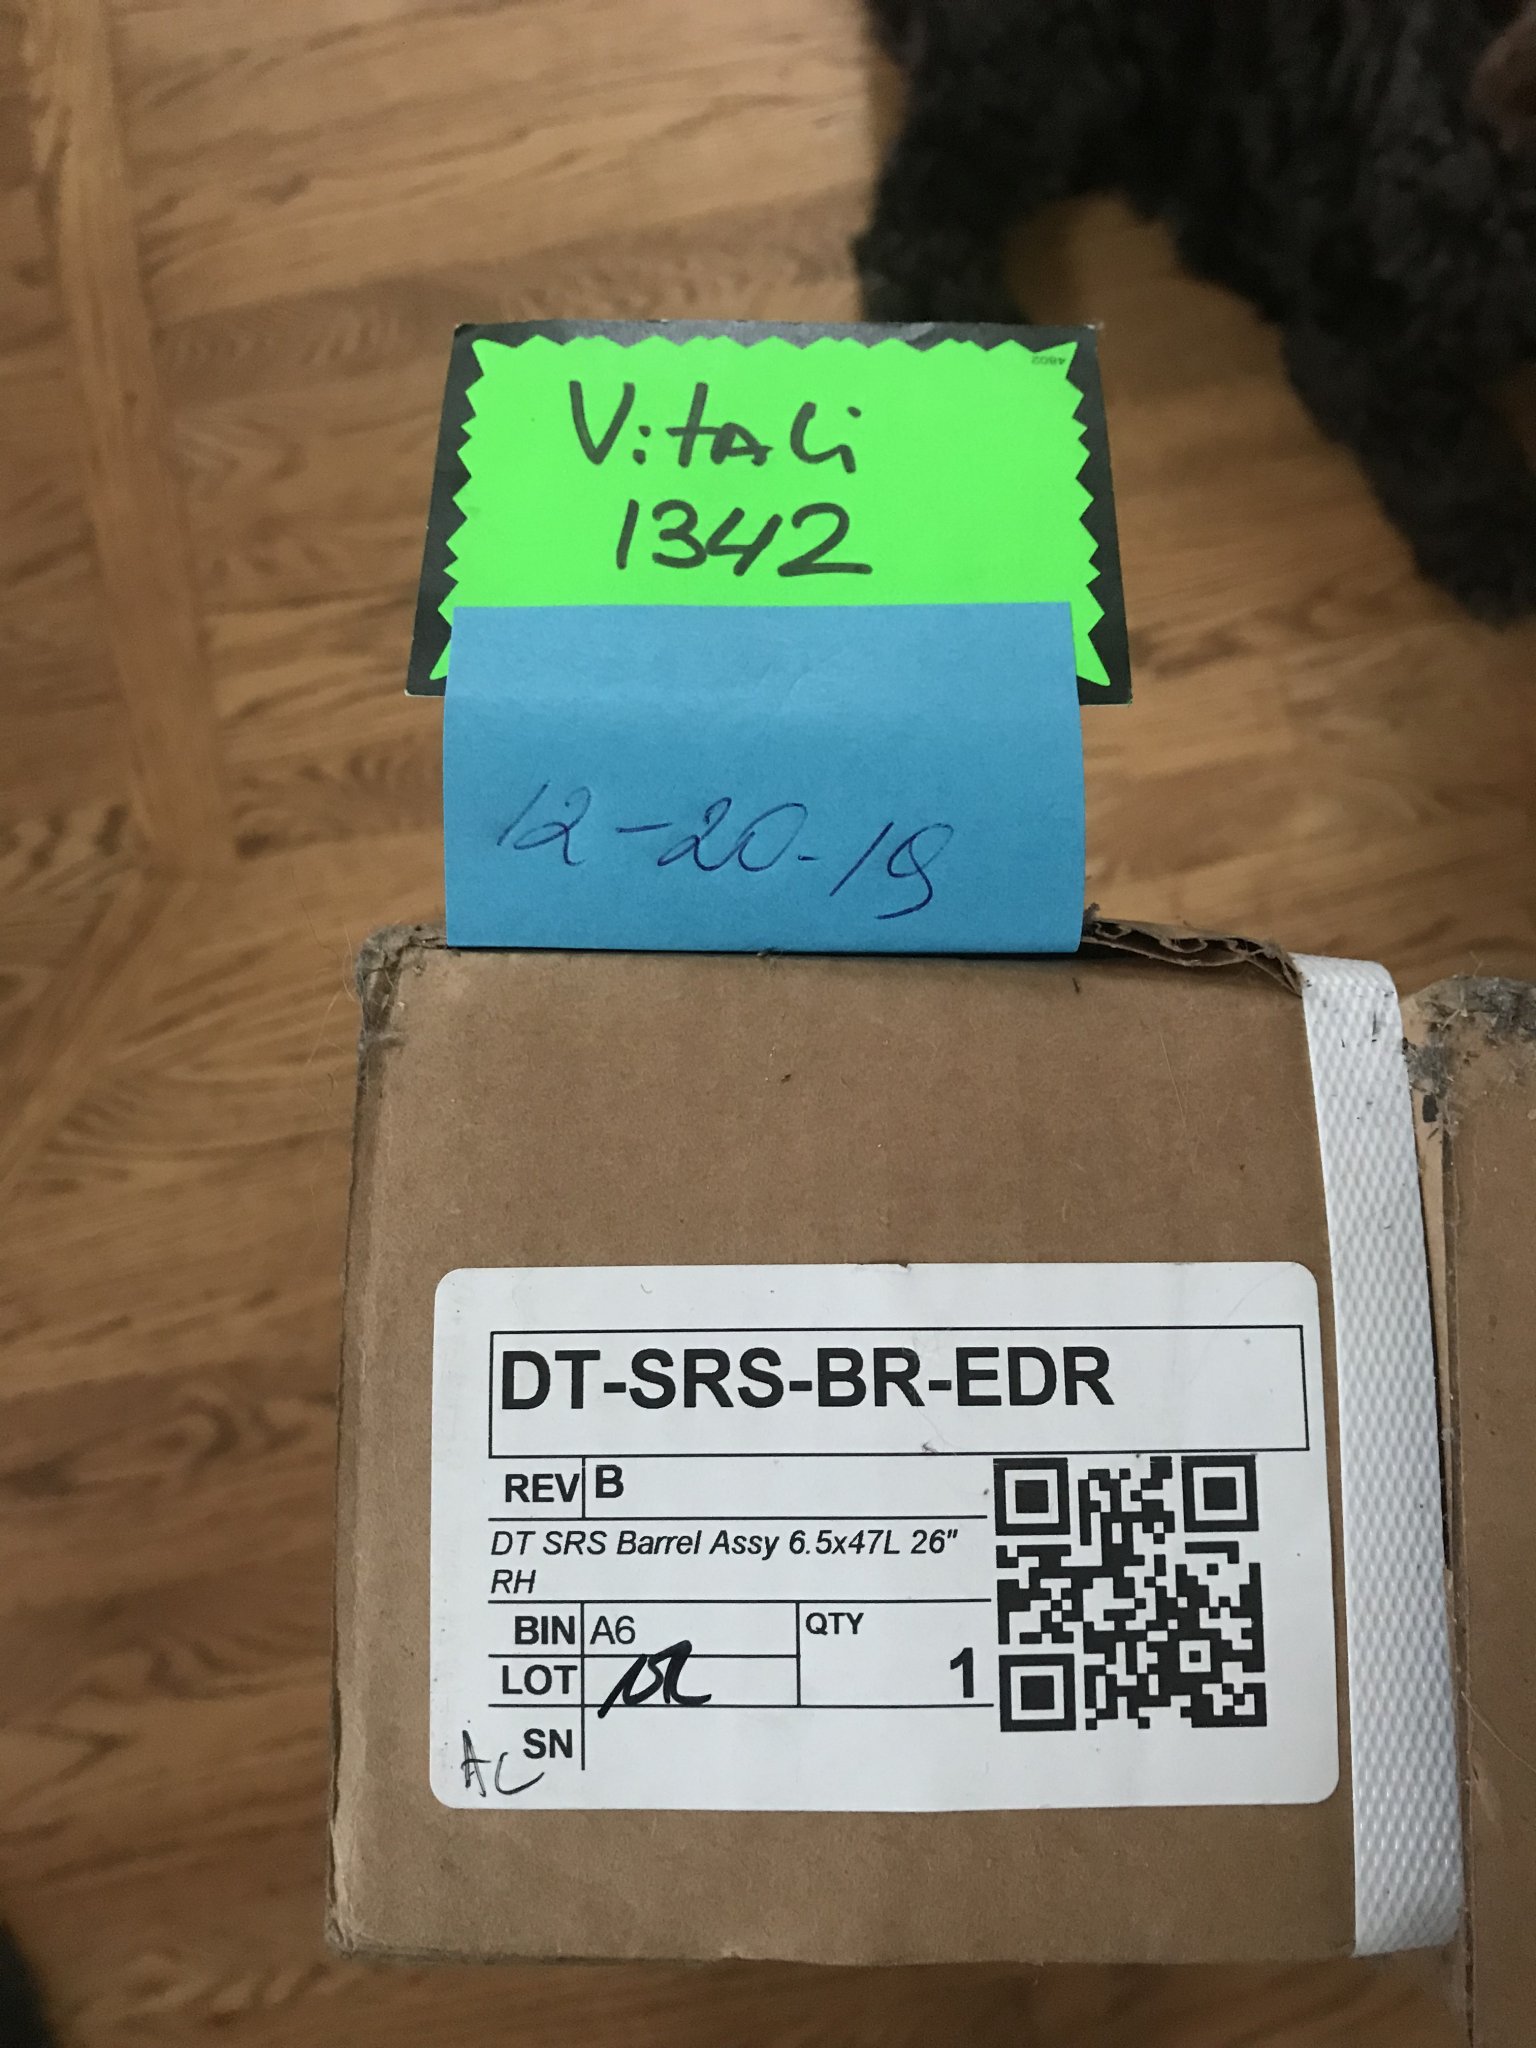 Vitali
1342
12-20-19
DT-SRS-BR-EDR
REV B
DT SRS Barrel Assy 6.5x47L 26"
RH
BIN A6
QTY
1
LOT
SN
AC